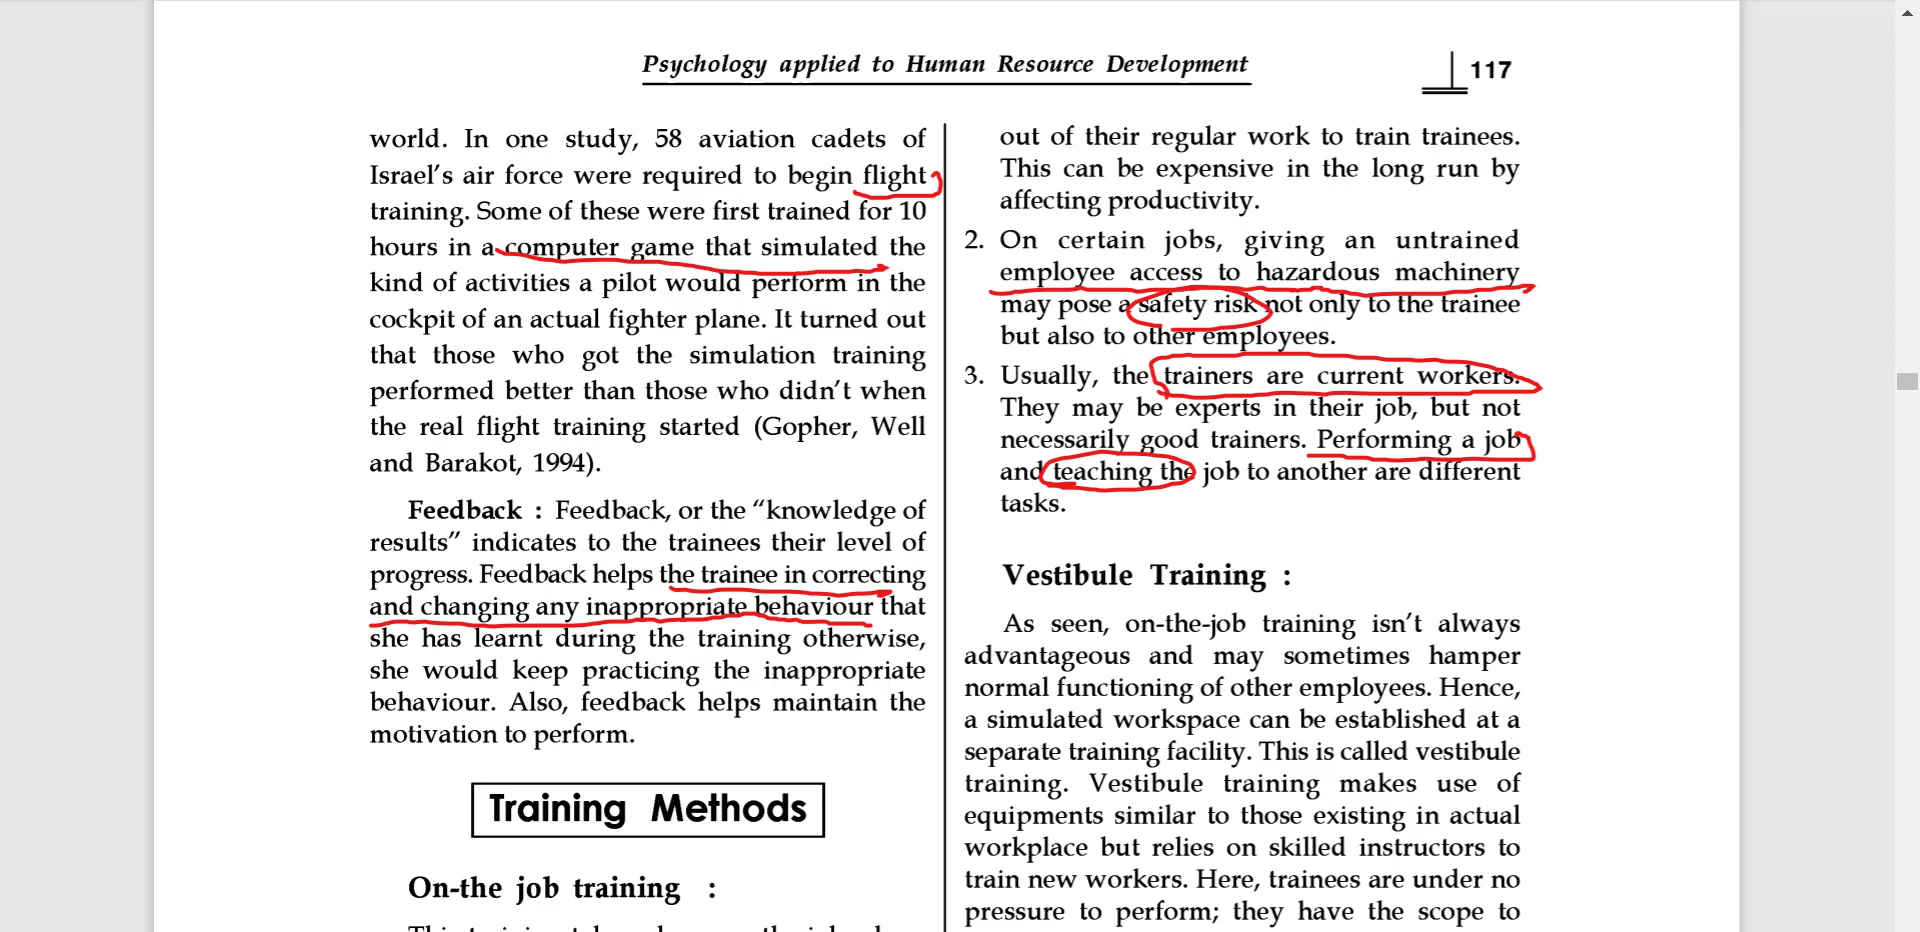 Psychology applied to Human Resource Development
117
world. In one study, 58 aviation cadets of
Israel's air force were required to begin flight
training. Some of these were first trained for 10
hours in a computer game that simulated the
kind of activities a pilot would perform in the
cockpit of an actual fighter plane. It turned out
that those who got the simulation training
performed better than those who didn't when
the real flight training started (Gopher, Well
and Barakot, 1994).
Feedback : Feedback, or the "knowledge of
results" indicates to the trainees their level of
progress. Feedback helps the trainee in correcting
and changing any inappropriate behaviour that
she has learnt during the training otherwise,
she would keep practicing the inappropriate
behaviour. Also, feedback helps maintain the
motivation to perform.
Training Methods
On-the job training :
out of their regular work to train trainees.
This can be expensive in the long run by
affecting productivity.
2. On certain jobs, giving an untrained
employee access to hazardous machinery
may pose a safety risk not only to the trainee
but also to other employees.
3. Usually, the trainers are current workers.
They may be experts in their job, but not
necessarily good trainers. Performing a job
and teaching the job to another are different
tasks.
Vestibule Training :
As seen, on-the-job training isn't always
advantageous and may sometimes hamper
normal functioning of other employees. Hence,
a simulated workspace can be established at a
separate training facility. This is called vestibule
training. Vestibule training makes use of
equipments similar to those existing in actual
workplace but relies on skilled instructors to
train new workers. Here, trainees are under no
pressure to perform; they have the scope to